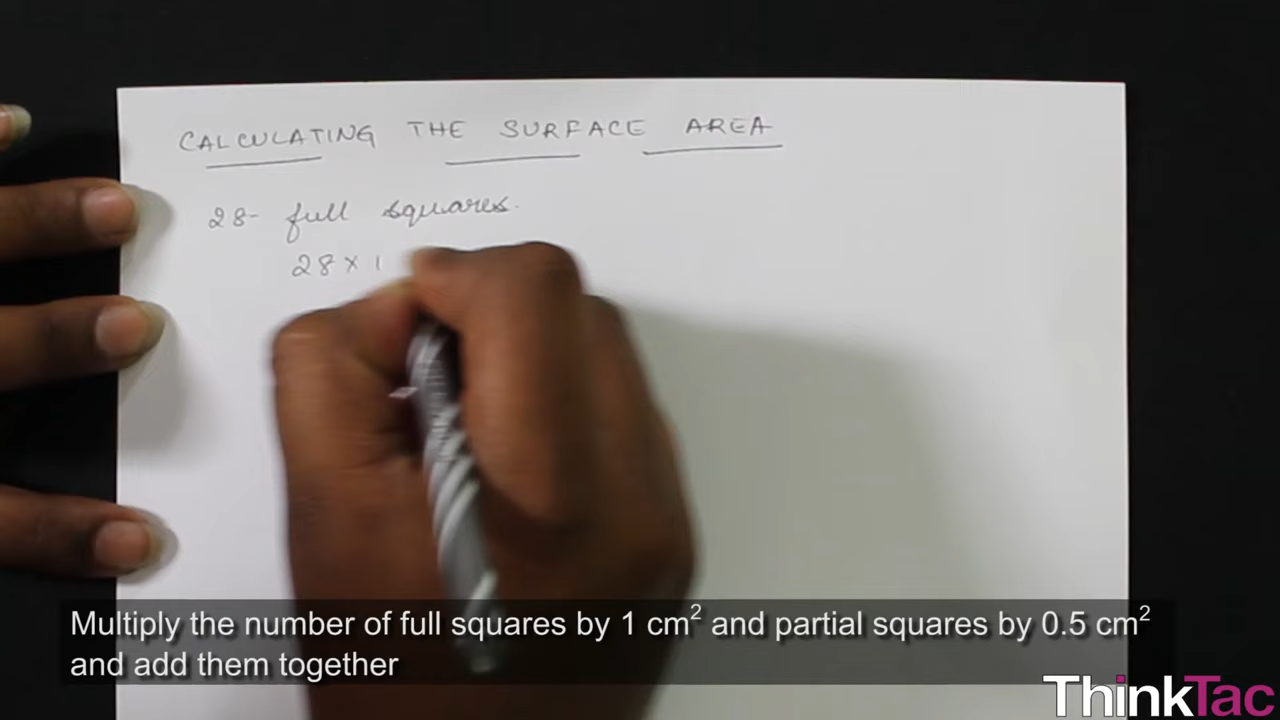 CALCULATING THE SURFACE AREA
28- full squares.
28 × 1
Multiply the number of full squares by 1 cm² and partial squares by 0.5 cm²
and add them together
ThinkTac